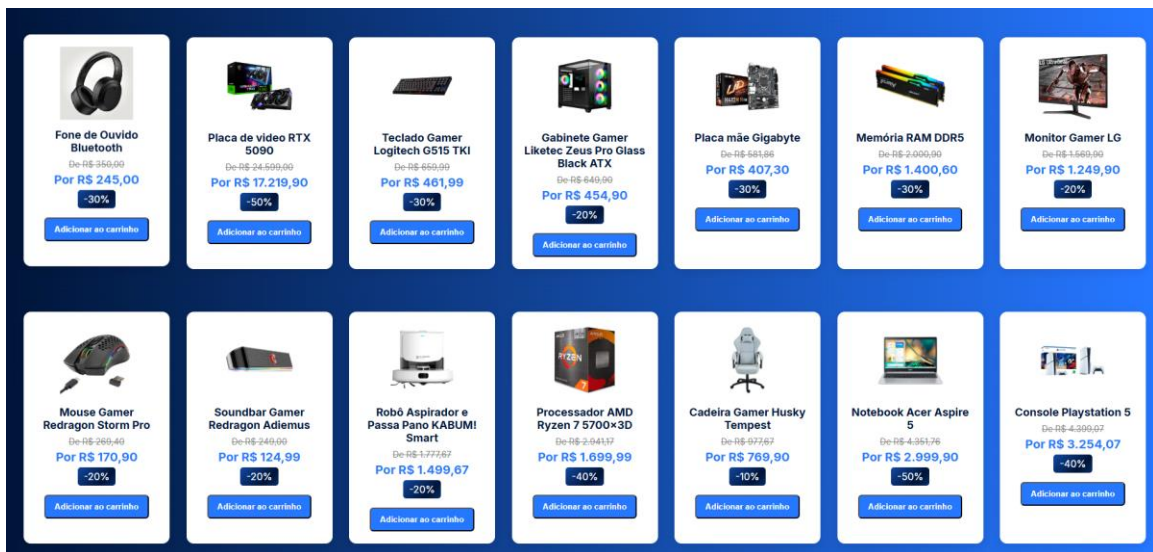 Fone de Ouvido
Bluetooth
De R$ 350,00
Por R$ 245,00
-30%
Adicionar ao carrinho
Placa de video RTX
5090
De R$ 24.599,00
Por R$ 17.219,90
-50%
Adicionar ao carrinho
Teclado Gamer
Logitech G515 TKl
De R$ 659,99
Por R$ 461,99
-30%
Adicionar ao carrinho
Gabinete Gamer
Liketec Zeus Pro Glass
Black ATX
De R$ 649,90
Por R$ 454,90
-20%
Adicionar ao carrinho
Placa mãe Gigabyte
De R$ 581,86
Por R$ 407,30
-30%
Adicionar ao carrinho
Memória RAM DDR5
De R$ 2.000,90
Por R$ 1.400,60
-30%
Adicionar ao carrinho
Monitor Gamer LG
De R$ 1.569,90
Por R$ 1.249,90
-20%
Adicionar ao carrinho
Mouse Gamer
Redragon Storm Pro
De R$ 269,40
Por R$ 170,90
-20%
Adicionar ao carrinho
Soundbar Gamer
Redragon Adiemus
De R$ 249,00
Por R$ 124,99
-20%
Adicionar ao carrinho
Robô Aspirador e
Passa Pano KABUM!
Smart
De R$ 1.777,67
Por R$ 1.499,67
-20%
Adicionar ao carrinho
RYZEN
7
Processador AMD
Ryzen 7 5700x3D
De R$ 2.941,17
Por R$ 1.699,99
-40%
Adicionar ao carrinho
Cadeira Gamer Husky
Tempest
De R$ 977,67
Por R$ 769,90
-10%
Adicionar ao carrinho
Notebook Acer Aspire
5
De R$ 4.351,76
Por R$ 2.999,90
-50%
Adicionar ao carrinho
Console Playstation 5
De R$ 4.399,07
Por R$ 3.254,07
-40%
Adicionar ao carrinho